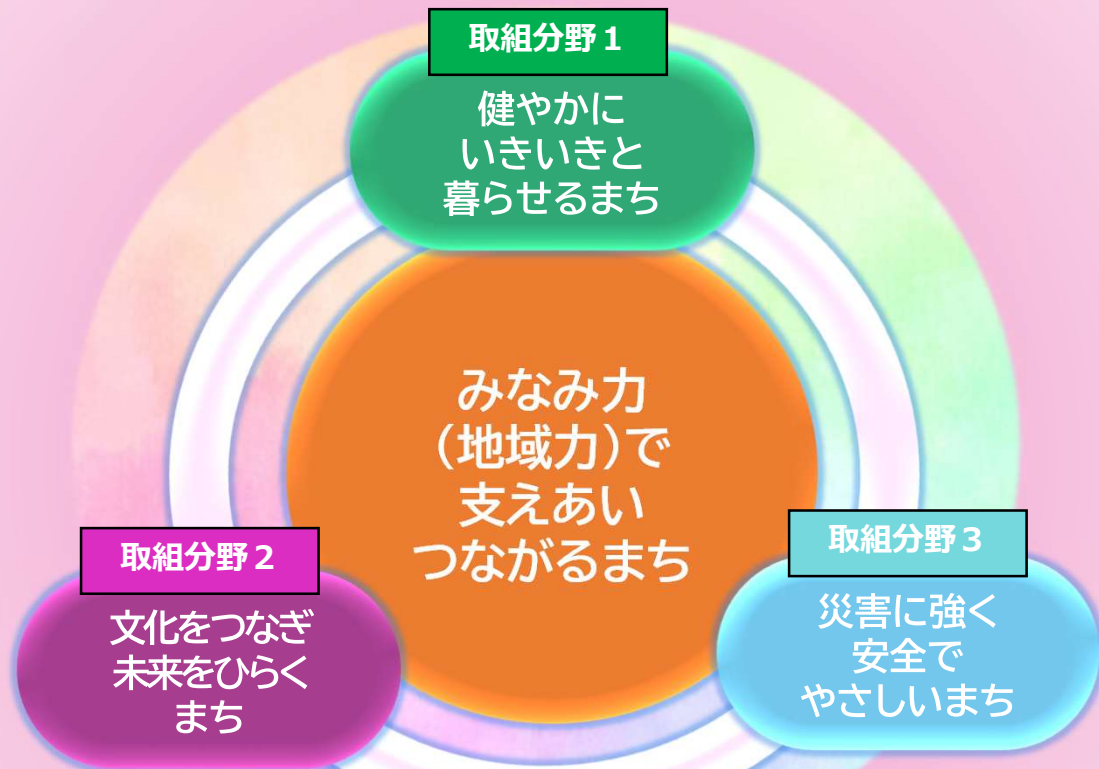 取組分野1
健やかに
いきいきと
暮らせるまち
みなみ力
(地域力)で
支えあい
つながるまち
取組分野2
文化をつなぎ
未来をひらく
まち
取組分野3
災害に強く
安全で
やさしいまち